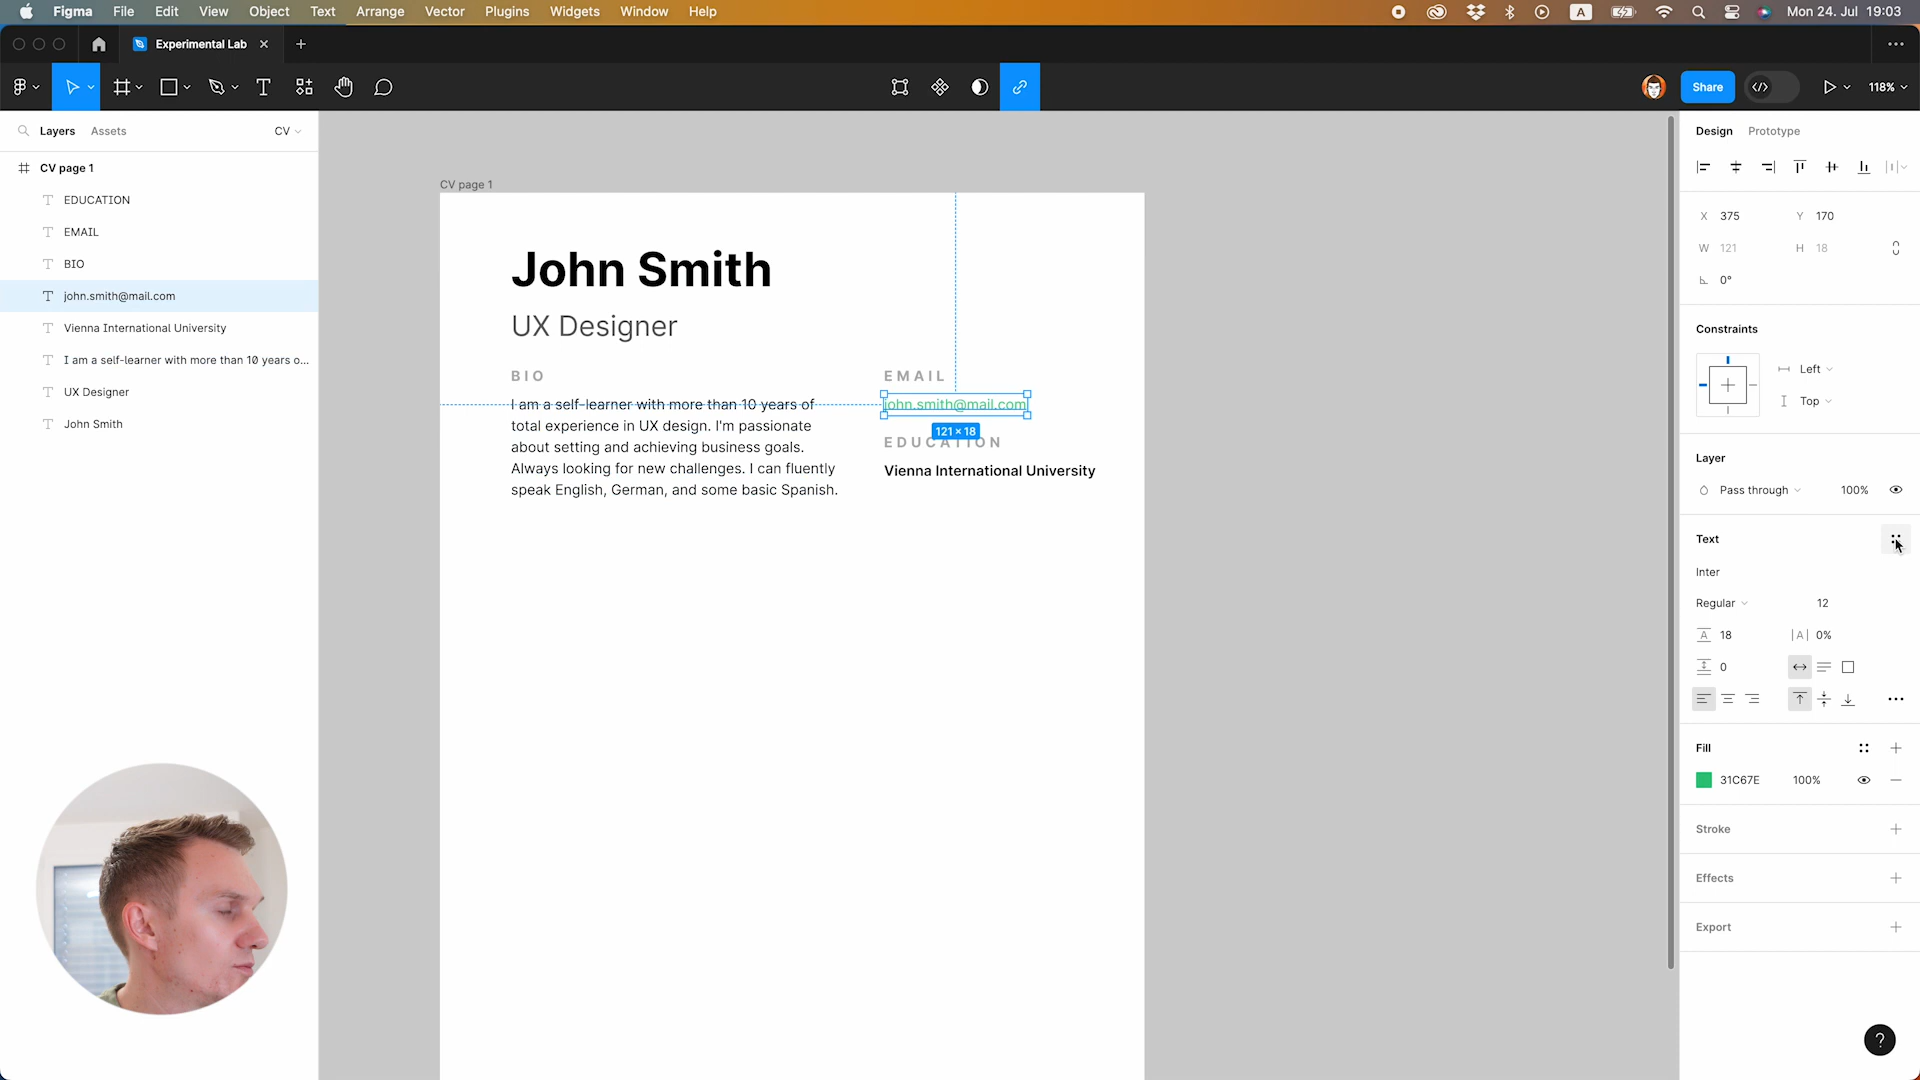 Figma File Edit View Object Text Arrange Vector Plugins Widgets Window Help
A
Mon 24. Jul 19:03
Experimental Lab
Share
118%
Layers Assets
CV
CV page 1
EDUCATION
EMAIL
BIO
john.smith@mail.com
Vienna International University
I am a self-learner with more than 10 years o...
UX Designer
John Smith
CV page 1
John Smith
UX Designer
BIO
I am a self-learner with more than 10 years of
total experience in UX design. I'm passionate
about setting and achieving business goals.
Always looking for new challenges. I can fluently
speak English, German, and some basic Spanish.
EMAIL
john.smith@mail.com
121 × 18
EDUCATION
Vienna International University
Design Prototype
X 375 Y 170
W 121 H 18
0°
Constraints
Left
Top
Layer
Pass through 100%
Text
Inter
Regular 12
A 18 |A| 0%
0
Fill
31C67E 100%
Stroke
Effects
Export
?